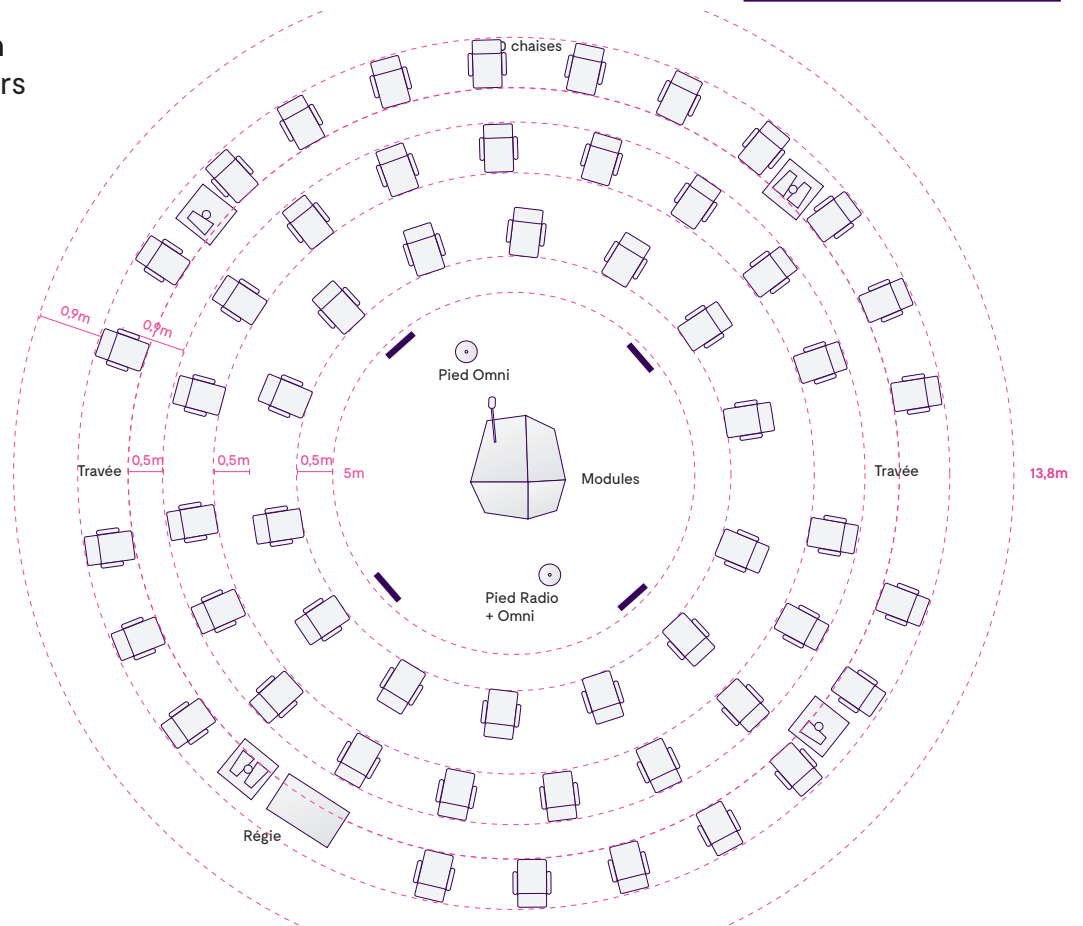 rs
chaises
0,9m
0,9m
Pied Omni
Travée
0,5m
0,5m
0,5m
5m
Modules
Travée
13,8m
Pied Radio
+ Omni
Régie